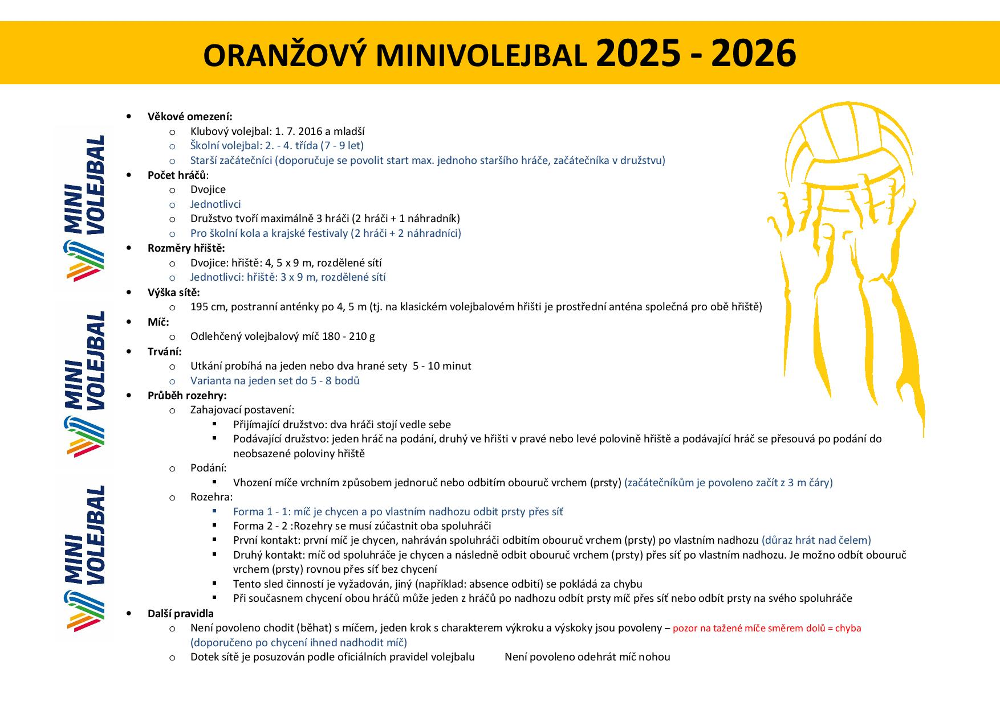 ORANŽOVÝ MINIVOLEJBAL 2025 - 2026
MINI
VOLEJBAL
MINI
VOLEJBAL
MINI
VOLEJBAL
• Věkové omezení:
o Klubový volejbal: 1. 7. 2016 a mladší
o Školní volejbal: 2. - 4. třída (7 - 9 let)
o Starší začátečníci (doporučuje se povolit start max. jednoho staršího hráče, začátečníka v družstvu)
• Počet hráčů:
o Dvojice
o Jednotlivci
o Družstvo tvoří maximálně 3 hráči (2 hráči + 1 náhradník)
o Pro školní kola a krajské festivaly (2 hráči + 2 náhradníci)
• Rozměry hřiště:
o Dvojice: hřiště: 4, 5 x 9 m, rozdělené sítí
o Jednotlivci: hřiště: 3 x 9 m, rozdělené sítí
• Výška sítě:
o 195 cm, postranní anténky po 4, 5 m (tj. na klasickém volejbalovém hřišti je prostřední anténa společná pro obě hřiště)
• Míč:
o Odlehčený volejbalový míč 180 - 210 g
• Trvání:
o Utkání probíhá na jeden nebo dva hrané sety 5 - 10 minut
o Varianta na jeden set do 5 - 8 bodů
• Průběh rozehry:
o Zahajovací postavení:
▪ Přijímající družstvo: dva hráči stojí vedle sebe
▪ Podávající družstvo: jeden hráč na podání, druhý ve hřišti v pravé nebo levé polovině hřiště a podávající hráč se přesouvá po podání do
neobsazené poloviny hřiště
o Podání:
▪ Vhození míče vrchním způsobem jednoruč nebo odbitím obouruč vrchem (prsty) (začátečníkům je povoleno začít z 3 m čáry)
o Rozehra:
▪ Forma 1 - 1: míč je chycen a po vlastním nadhozu odbit prsty přes síť
▪ Forma 2 - 2 :Rozehry se musí zúčastnit oba spoluhráči
▪ První kontakt: první míč je chycen, nahráván spoluhráči odbitím obouruč vrchem (prsty) po vlastním nadhozu (důraz hrát nad čelem)
▪ Druhý kontakt: míč od spoluhráče je chycen a následně odbit obouruč vrchem (prsty) přes síť po vlastním nadhozu. Je možno odbít obouruč
vrchem (prsty) rovnou přes síť bez chycení
▪ Tento sled činností je vyžadován, jiný (například: absence odbití) se pokládá za chybu
▪ Při současnem chycení obou hráčů může jeden z hráčů po nadhozu odbít prsty míč přes síť nebo odbít prsty na svého spoluhráče
• Další pravidla
o Není povoleno chodit (běhat) s míčem, jeden krok s charakterem výkroku a výskoky jsou povoleny – pozor na tažené míče směrem dolů = chyba
(doporučeno po chycení ihned nadhodit míč)
o Dotek sítě je posuzován podle oficiálních pravidel volejbalu Není povoleno odehrát míč nohou